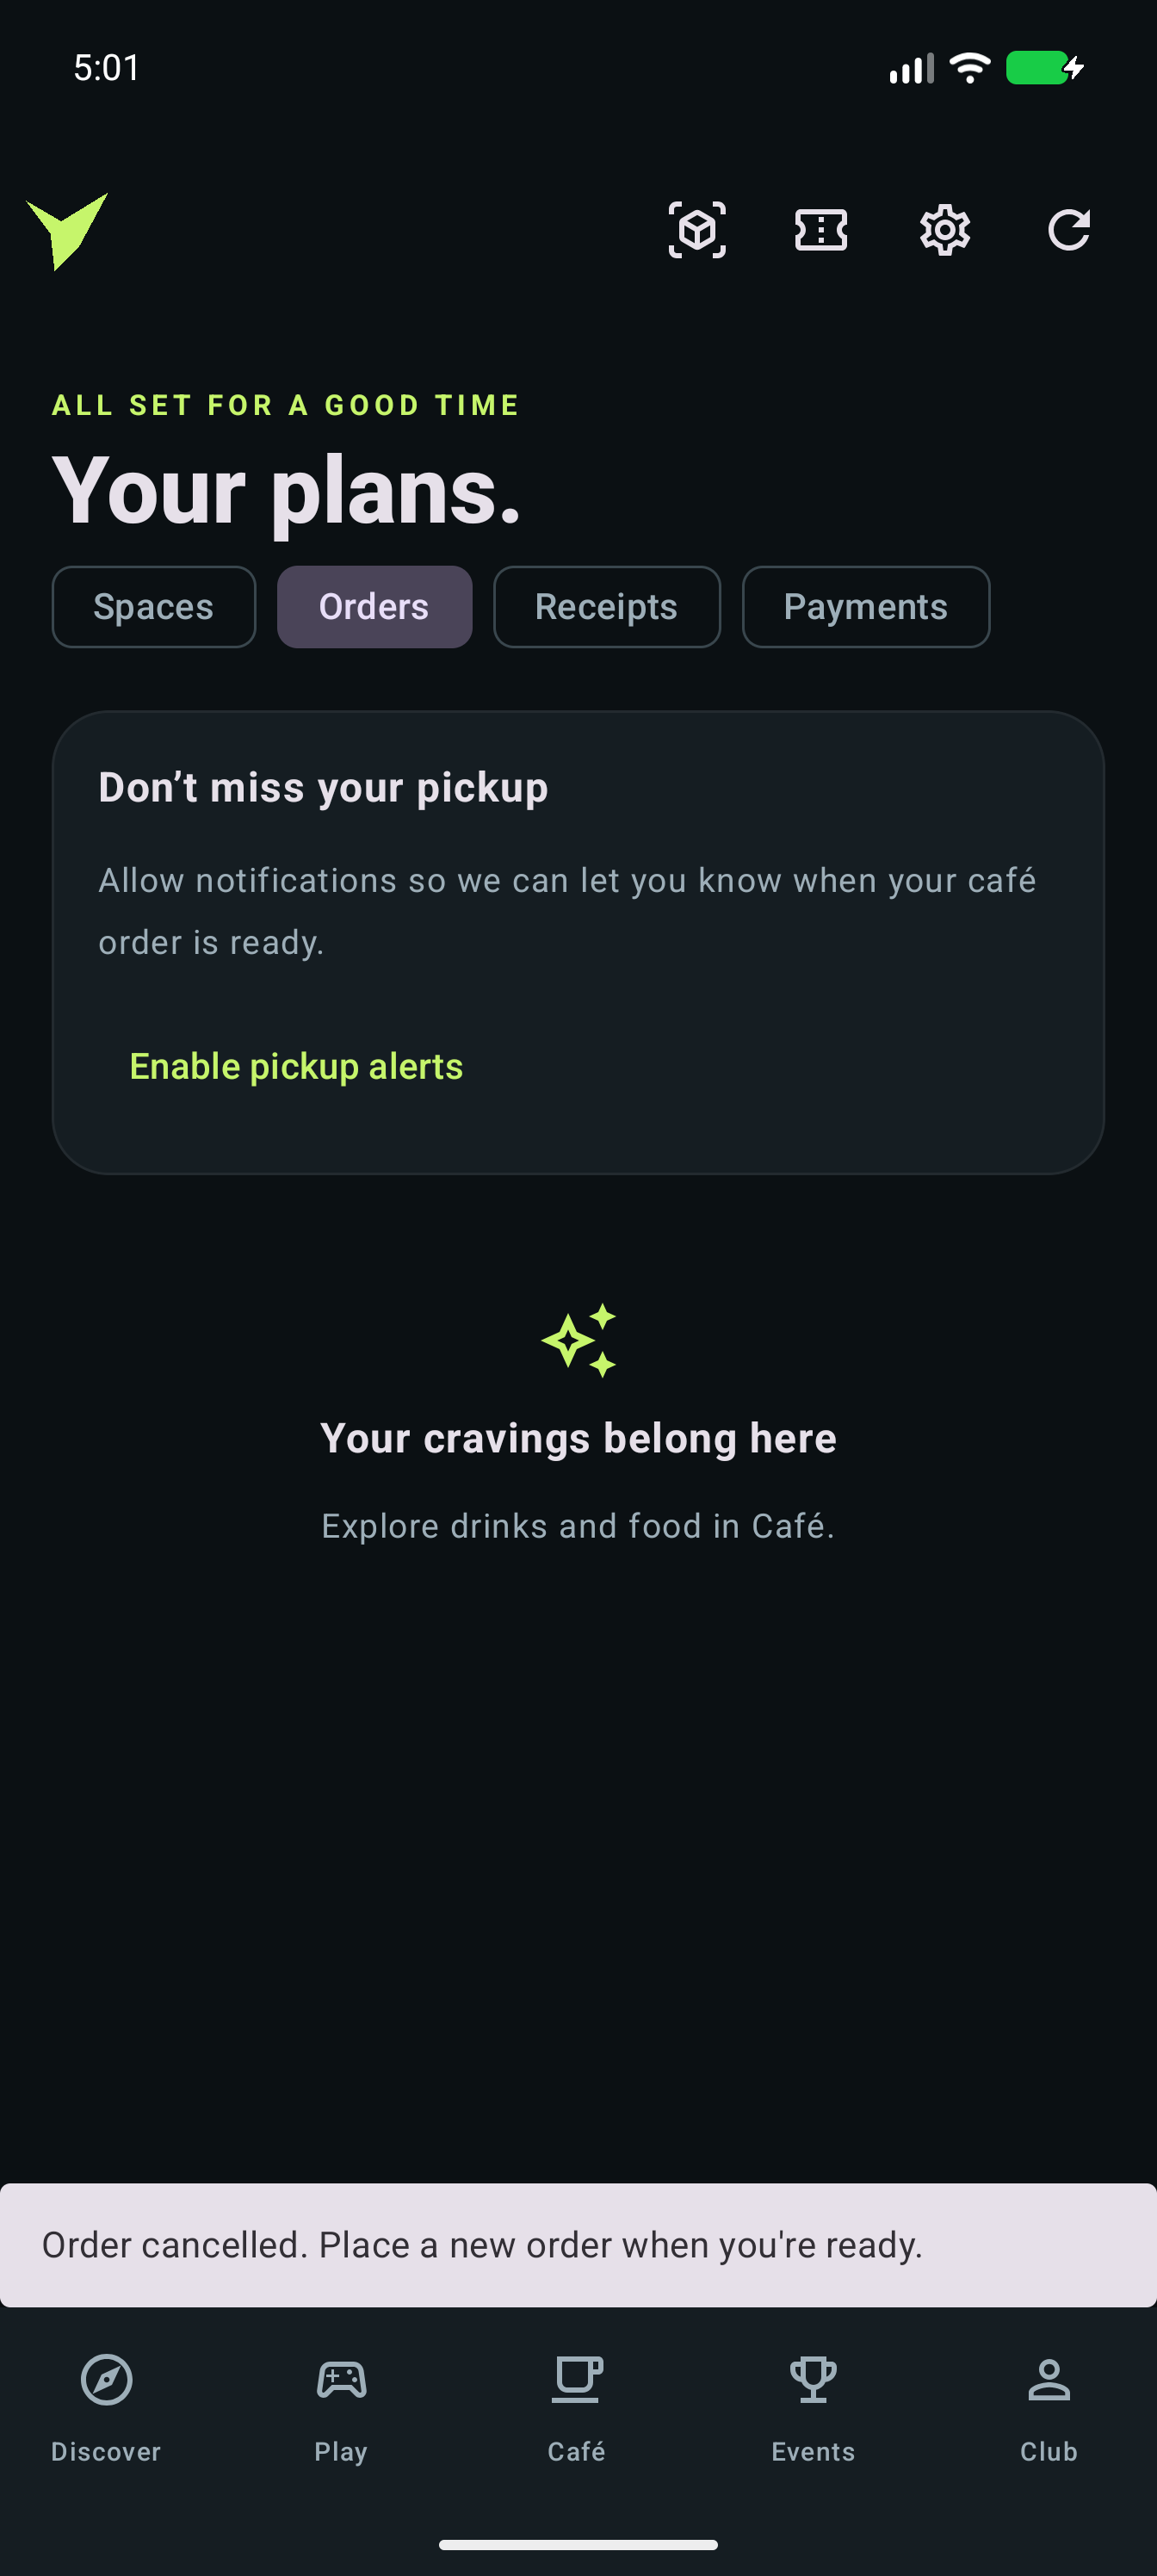 5:01
ALL SET FOR A GOOD TIME
Your plans.
Spaces
Orders
Receipts
Payments
Don’t miss your pickup
Allow notifications so we can let you know when your café
order is ready.
Enable pickup alerts
Your cravings belong here
Explore drinks and food in Café.
Order cancelled. Place a new order when you're ready.
Discover
Play
Café
Events
Club